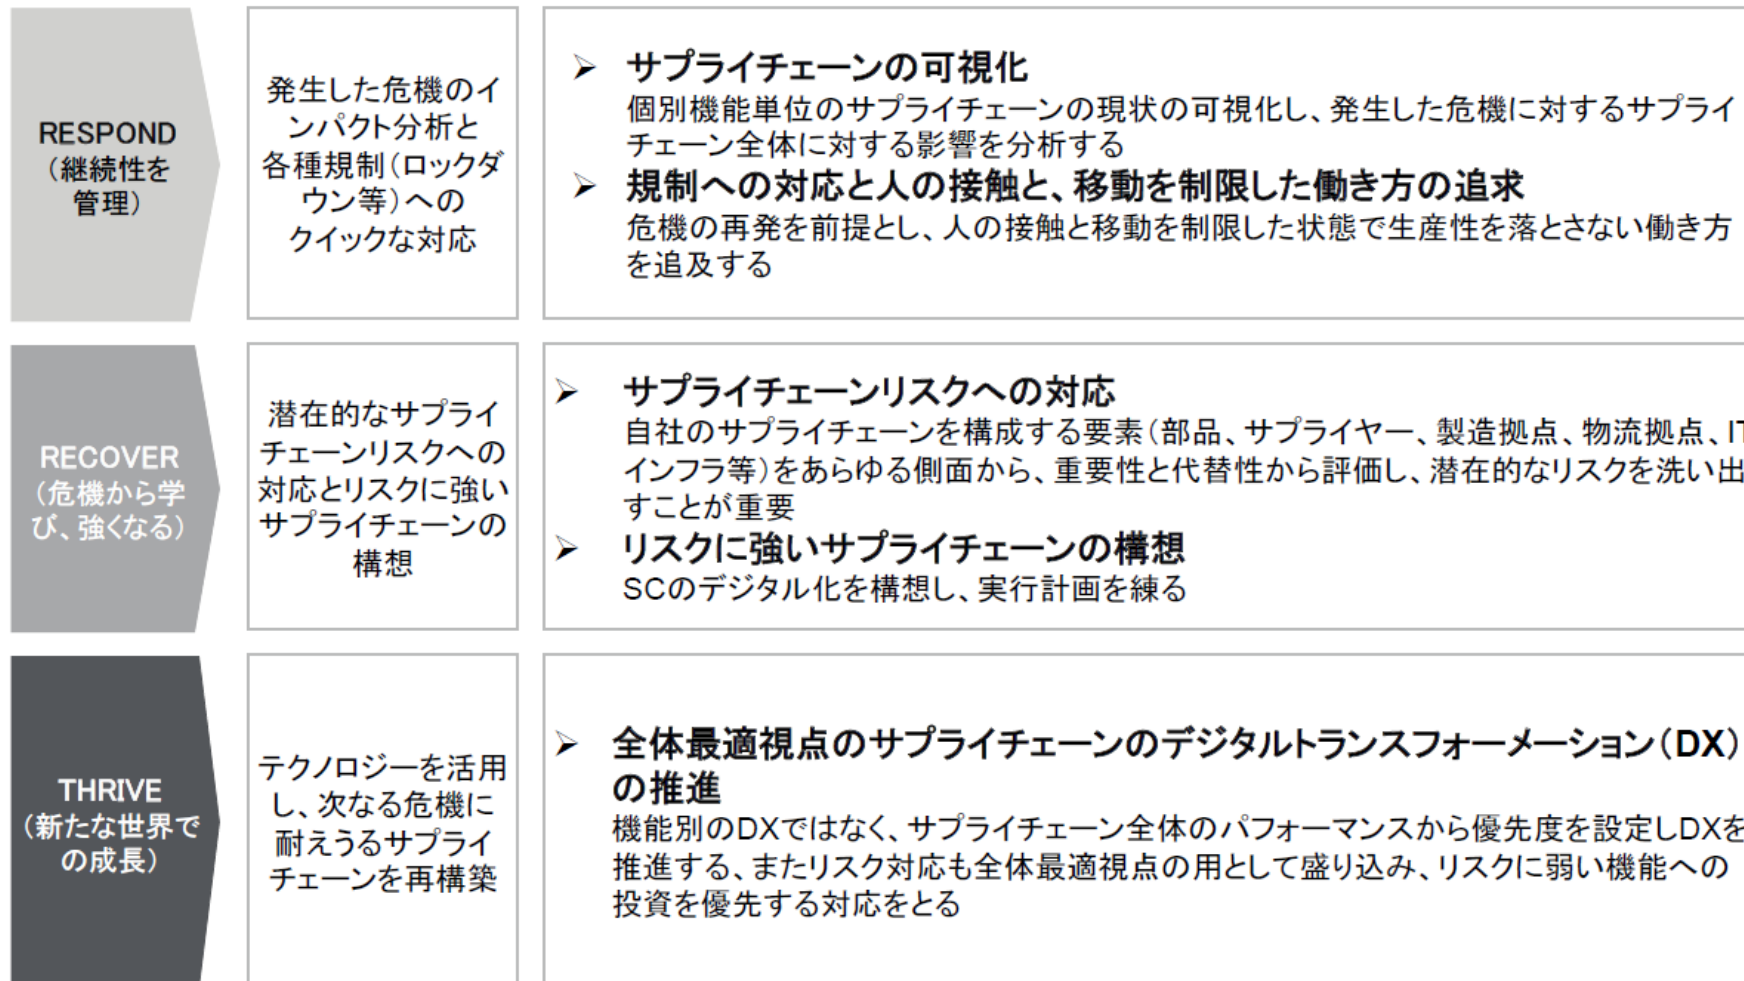 RESPOND
（継続性を
管理）
発生した危機のイ
ンパクト分析と
各種規制（ロックダ
ウン等）への
クイックな対応
➢ サプライチェーンの可視化
個別機能単位のサプライチェーンの現状の可視化し、発生した危機に対するサプライ
チェーン全体に対する影響を分析する
➢ 規制への対応と人の接触と、移動を制限した働き方の追求
危機の再発を前提とし、人の接触と移動を制限した状態で生産性を落とさない働き方
を追及する
RECOVER
（危機から学
び、強くなる）
潜在的なサプライ
チェーンリスクへの
対応とリスクに強い
サプライチェーンの
構想
➢ サプライチェーンリスクへの対応
自社のサプライチェーンを構成する要素（部品、サプライヤー、製造拠点、物流拠点、IT
インフラ等）をあらゆる側面から、重要性と代替性から評価し、潜在的なリスクを洗い出
すことが重要
➢ リスクに強いサプライチェーンの構想
SCのデジタル化を構想し、実行計画を練る
THRIVE
（新たな世界で
の成長）
テクノロジーを活用
し、次なる危機に
耐えうるサプライ
チェーンを再構築
➢ 全体最適視点のサプライチェーンのデジタルトランスフォーメーション（DX）
の推進
機能別のDXではなく、サプライチェーン全体のパフォーマンスから優先度を設定しDXを
推進する、またリスク対応も全体最適視点の用として盛り込み、リスクに弱い機能への
投資を優先する対応をとる